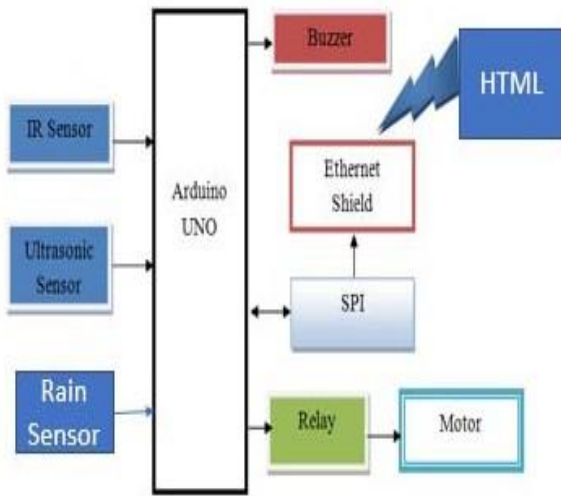 Buzzer
HTML
IR Sensor
Ethernet
Shield
Arduino
UNO
Ultrasonic
Sensor
SPI
Rain
Sensor
Relay
Motor